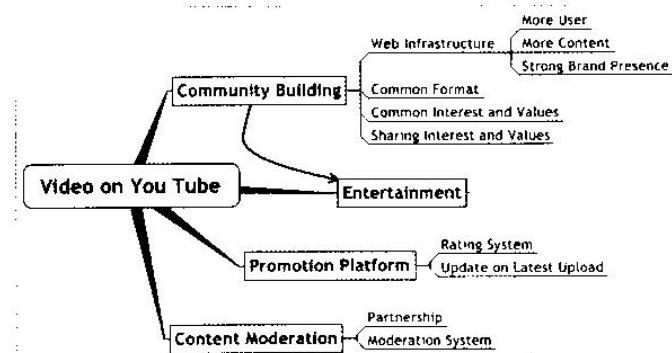 More User
Web Infrastructure
More Content
Strong Brand Presence
Community Building
Common Format
Common Interest and Values
Sharing Interest and Values
Video on You Tube
Entertainment
Rating System
Promotion Platform
Update on Latest Upload
Partnership
Content Moderation
Moderation System